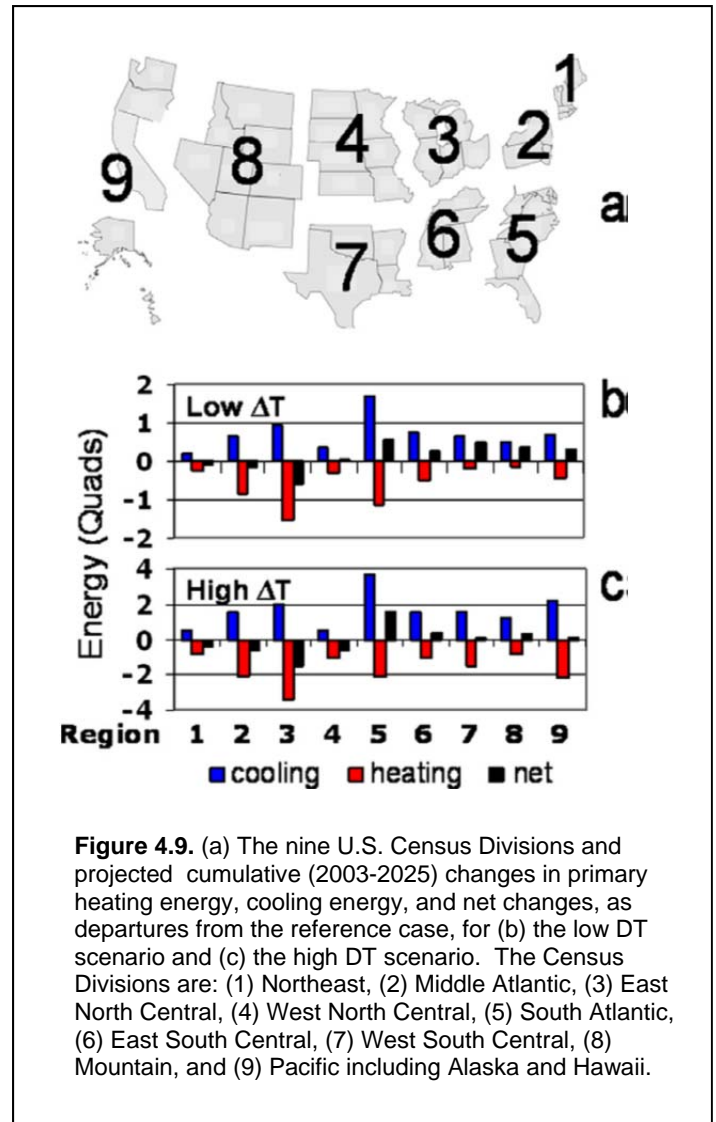 1
2
3
4
5
6
7
8
9
a
2
1
0
-1
-2
Low ΔT
b
4
2
0
-2
-4
High ΔT
c
Energy (Quads)
Region 1 2 3 4 5 6 7 8 9
cooling heating net
Figure 4.9. (a) The nine U.S. Census Divisions and
projected cumulative (2003-2025) changes in primary
heating energy, cooling energy, and net changes, as
departures from the reference case, for (b) the low DT
scenario and (c) the high DT scenario. The Census
Divisions are: (1) Northeast, (2) Middle Atlantic, (3) East
North Central, (4) West North Central, (5) South Atlantic,
(6) East South Central, (7) West South Central, (8)
Mountain, and (9) Pacific including Alaska and Hawaii.